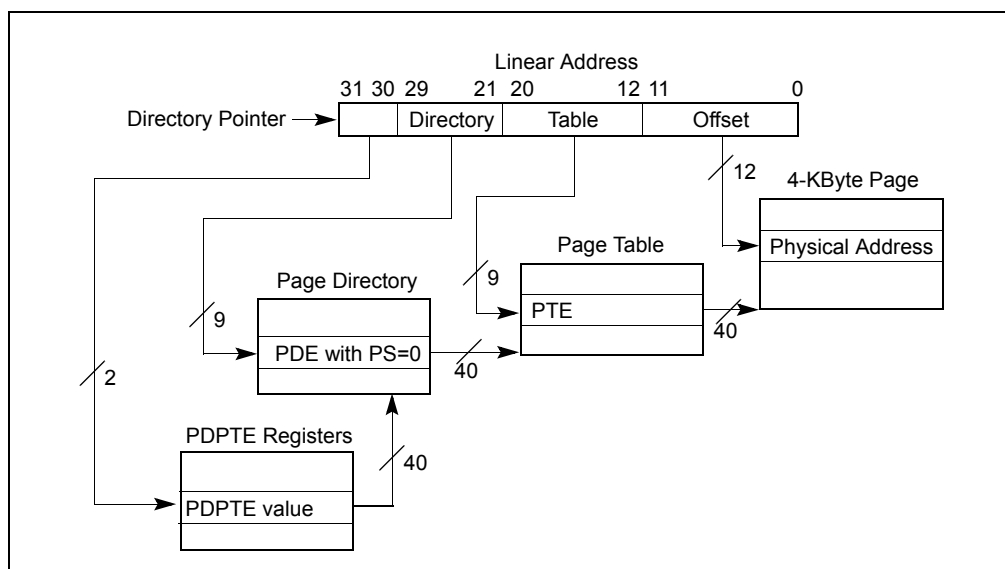 Linear Address
31 30 29 21 20 12 11 0
Directory Pointer
Directory Table Offset
12
4-KByte Page
Physical Address
Page Table
9
PTE
40
Page Directory
9
PDE with PS=0
40
2
PDPTE Registers
40
PDPTE value